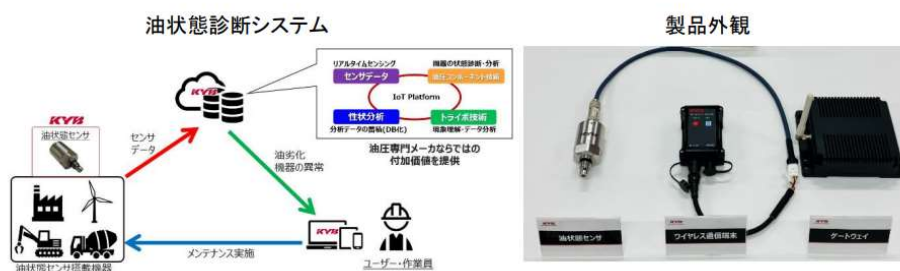 油状態診断システム
製品外観
リアルタイムセンシング
機器の状態診断・分析
センサデータ
油圧コンポーネント技術
IoT Platform
性状分析
トライボ技術
分析データの蓄積(DB化)
現象理解・データ分析
油圧専門メーカならではの
付加価値を提供
KYB
KYB
油状態センサ
センサ
データ
油劣化
機器の異常
KYB
メンテナンス実施
油状態センサ搭載機器
ユーザー・作業員
KYB
油状態センサ
KYB
ワイヤレス通信端末
KYB
ゲートウェイ